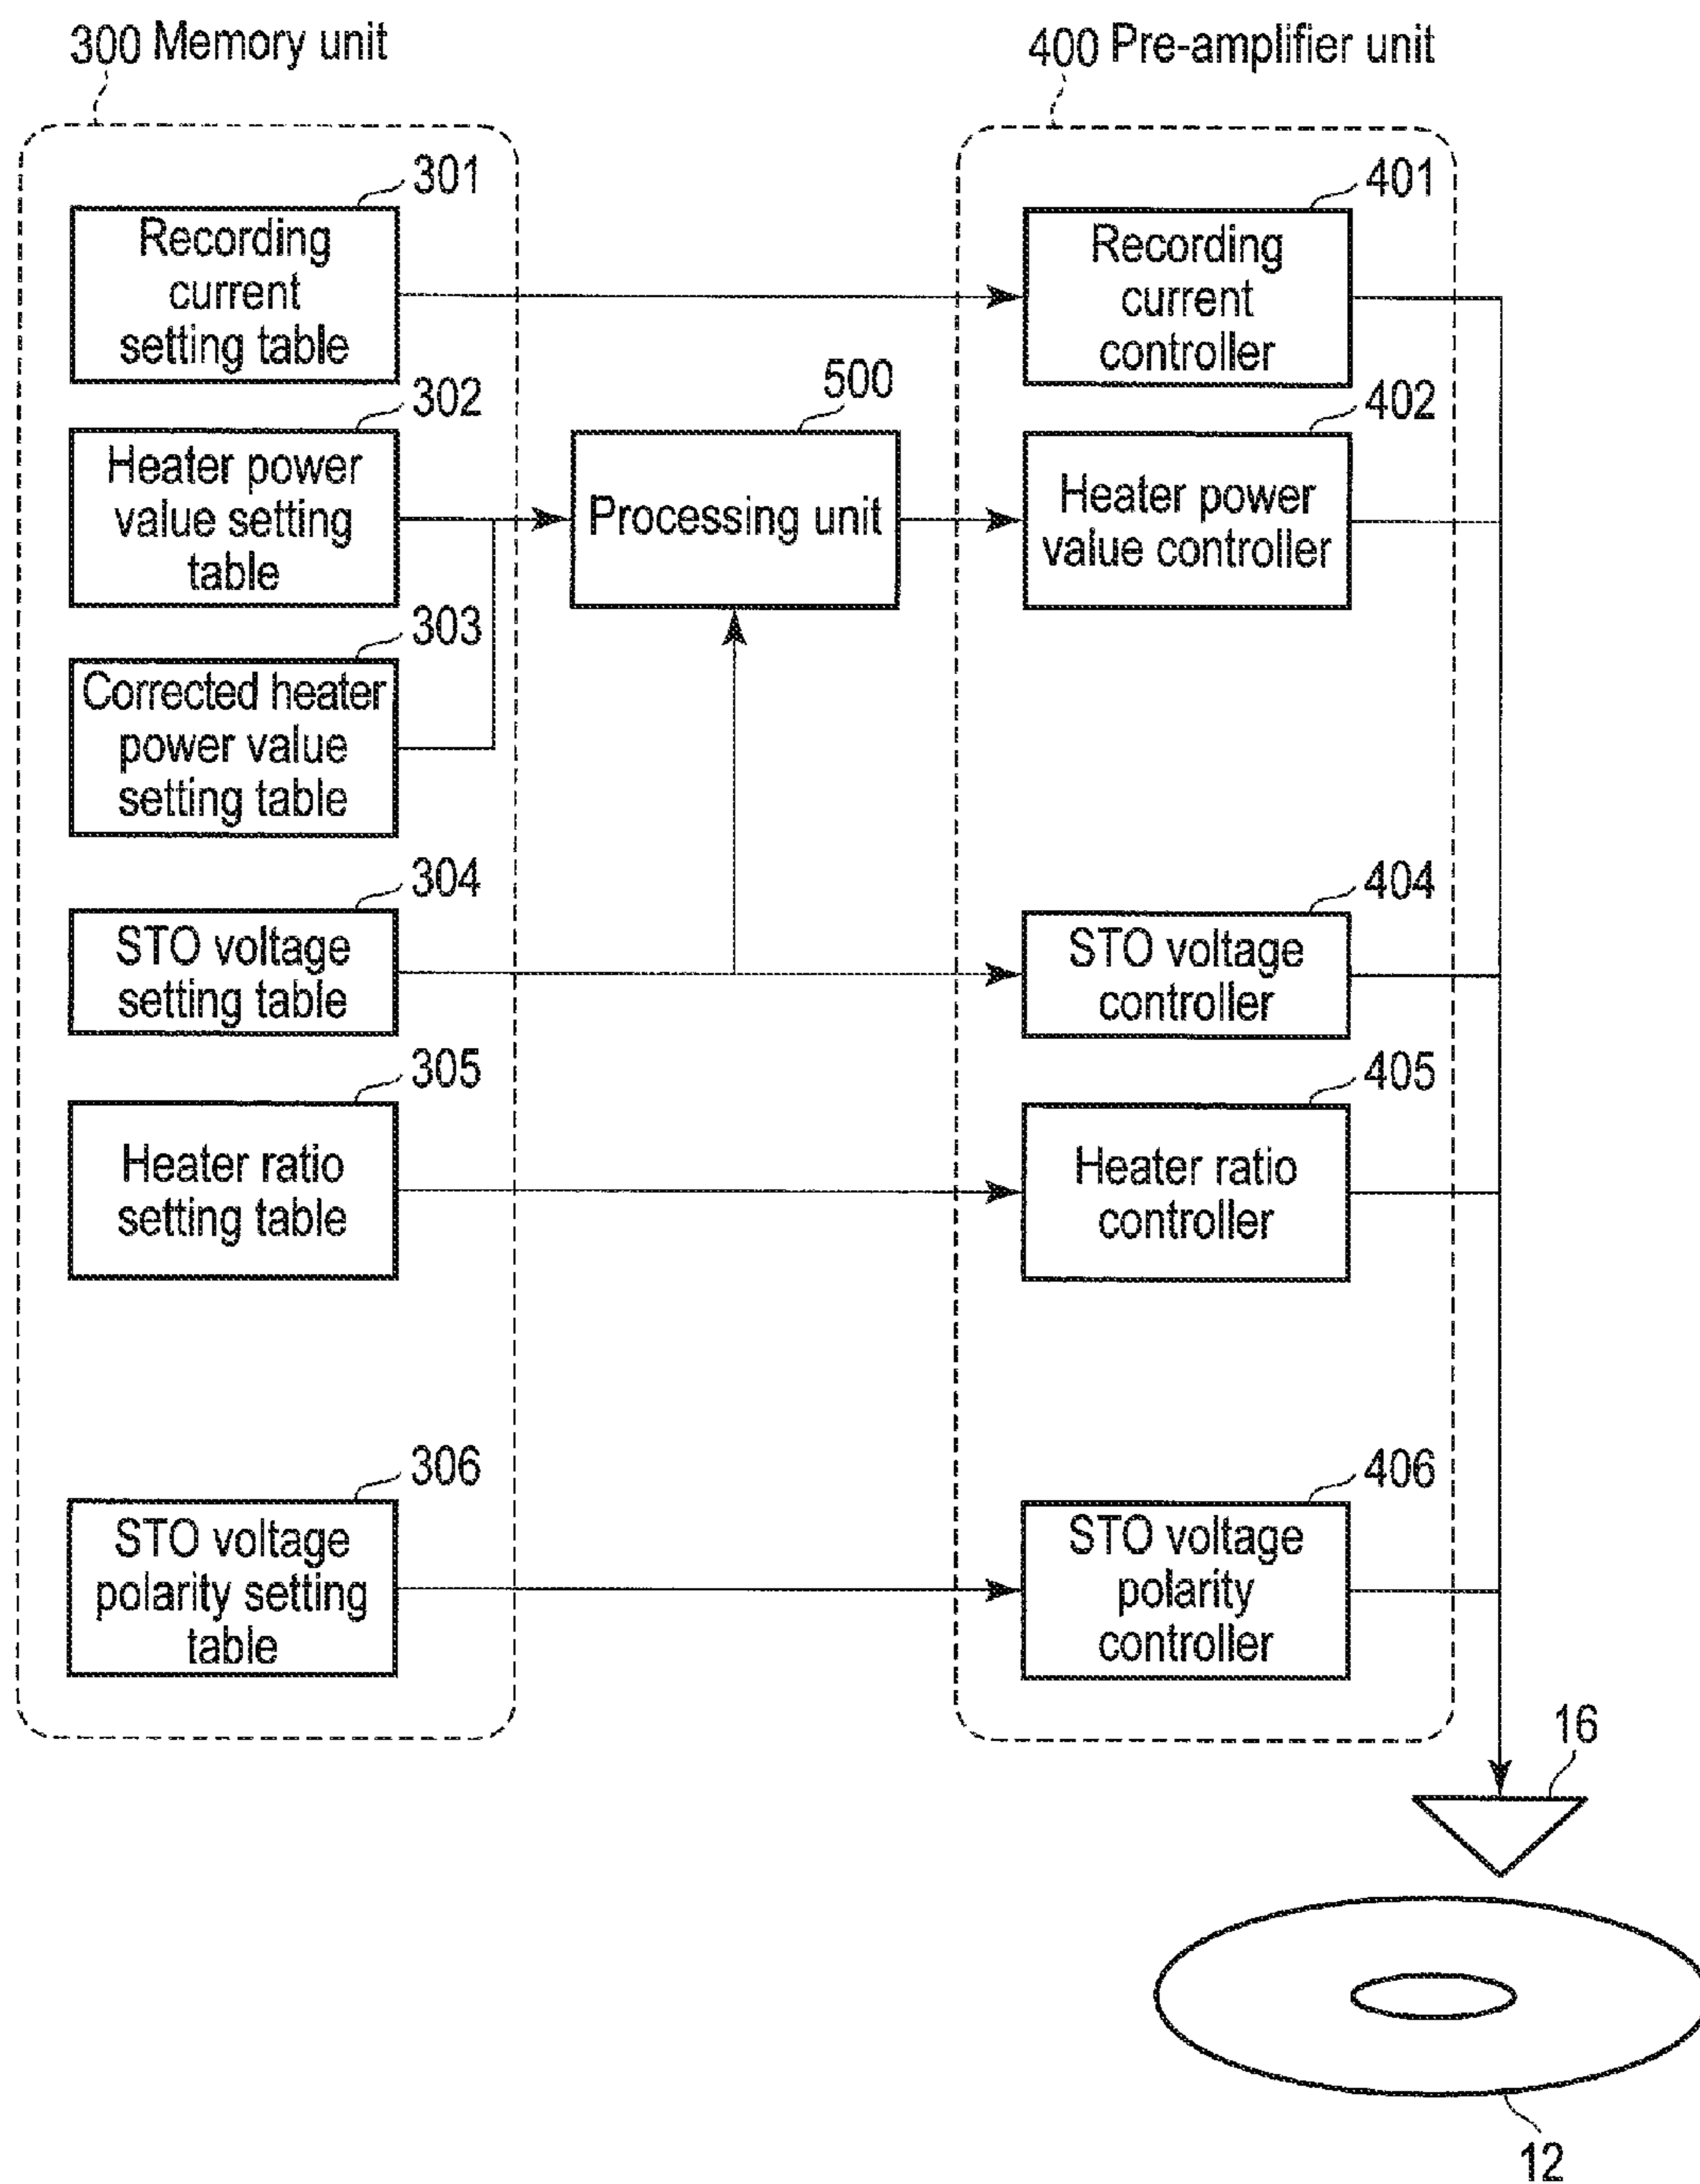 300 Memory unit
400 Pre-amplifier unit
301
Recording
current
setting table
401
Recording
current
controller
302
Heater power
value setting
table
500
Processing unit
402
Heater power
value controller
303
Corrected heater
power value
setting table
304
STO voltage
setting table
404
STO voltage
controller
305
Heater ratio
setting table
405
Heater ratio
controller
306
STO voltage
polarity setting
table
406
STO voltage
polarity
controller
16
12